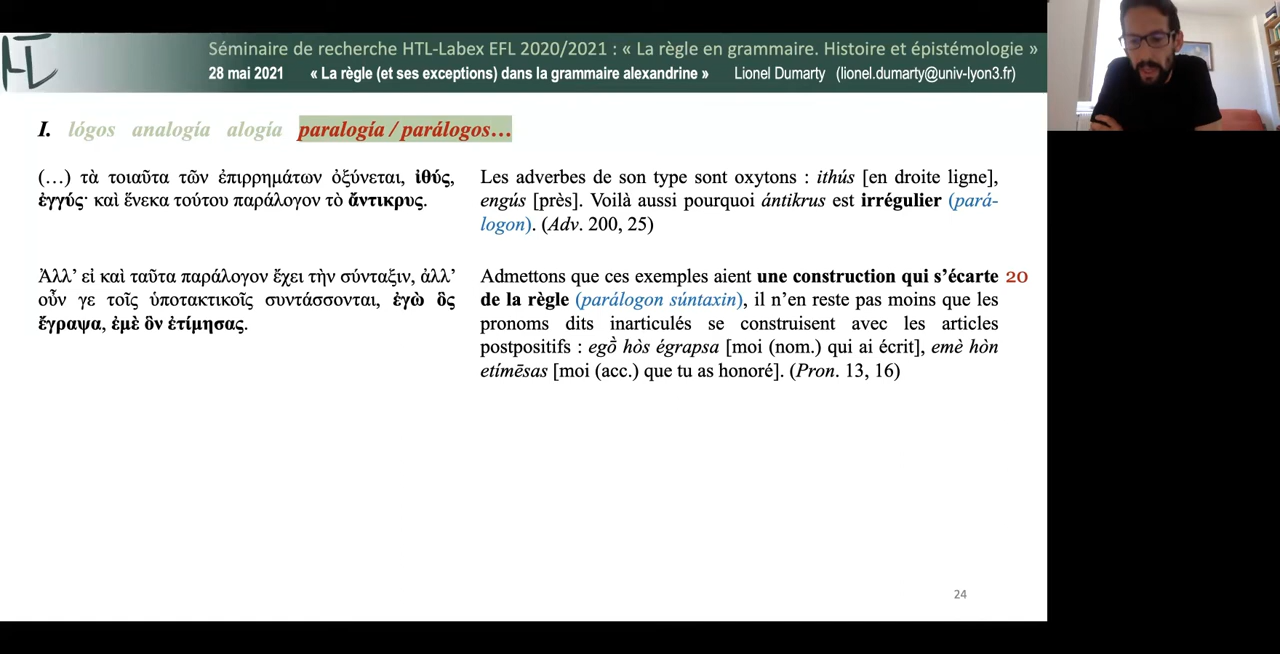 HTL
Séminaire de recherche HTL-Labex EFL 2020/2021 : « La règle en grammaire. Histoire et épistémologie »
28 mai 2021 « La règle (et ses exceptions) dans la grammaire alexandrine » Lionel Dumarty (lionel.dumarty@univ-lyon3.fr)
I. lógos analogía alogía paralogía / parálogos…
(…) τὰ τοιαῦτα τῶν ἐπιρρημάτων ὀξύνεται, ἰθύς,
ἐγγύς· καὶ ἕνεκα τούτου παράλογον τὸ ἄντικρυς.
Les adverbes de son type sont oxytons : ithús [en droite ligne],
engús [près]. Voilà aussi pourquoi ántikrus est irrégulier (pará-
logon). (Adv. 200, 25)
Ἀλλ’ εἰ καὶ ταῦτα παράλογον ἔχει τὴν σύνταξιν, ἀλλ’
οὖν γε τοῖς ὑποτακτικοῖς συντάσσονται, ἐγὼ ὃς
ἔγραψα, ἐμὲ ὃν ἐτίμησας.
Admettons que ces exemples aient une construction qui s’écarte 20
de la règle (parálogon súntaxin), il n’en reste pas moins que les
pronoms dits inarticulés se construisent avec les articles
postpositifs : egṑ hòs égrapsa [moi (nom.) qui ai écrit], emè hòn
etímēsas [moi (acc.) que tu as honoré]. (Pron. 13, 16)
24